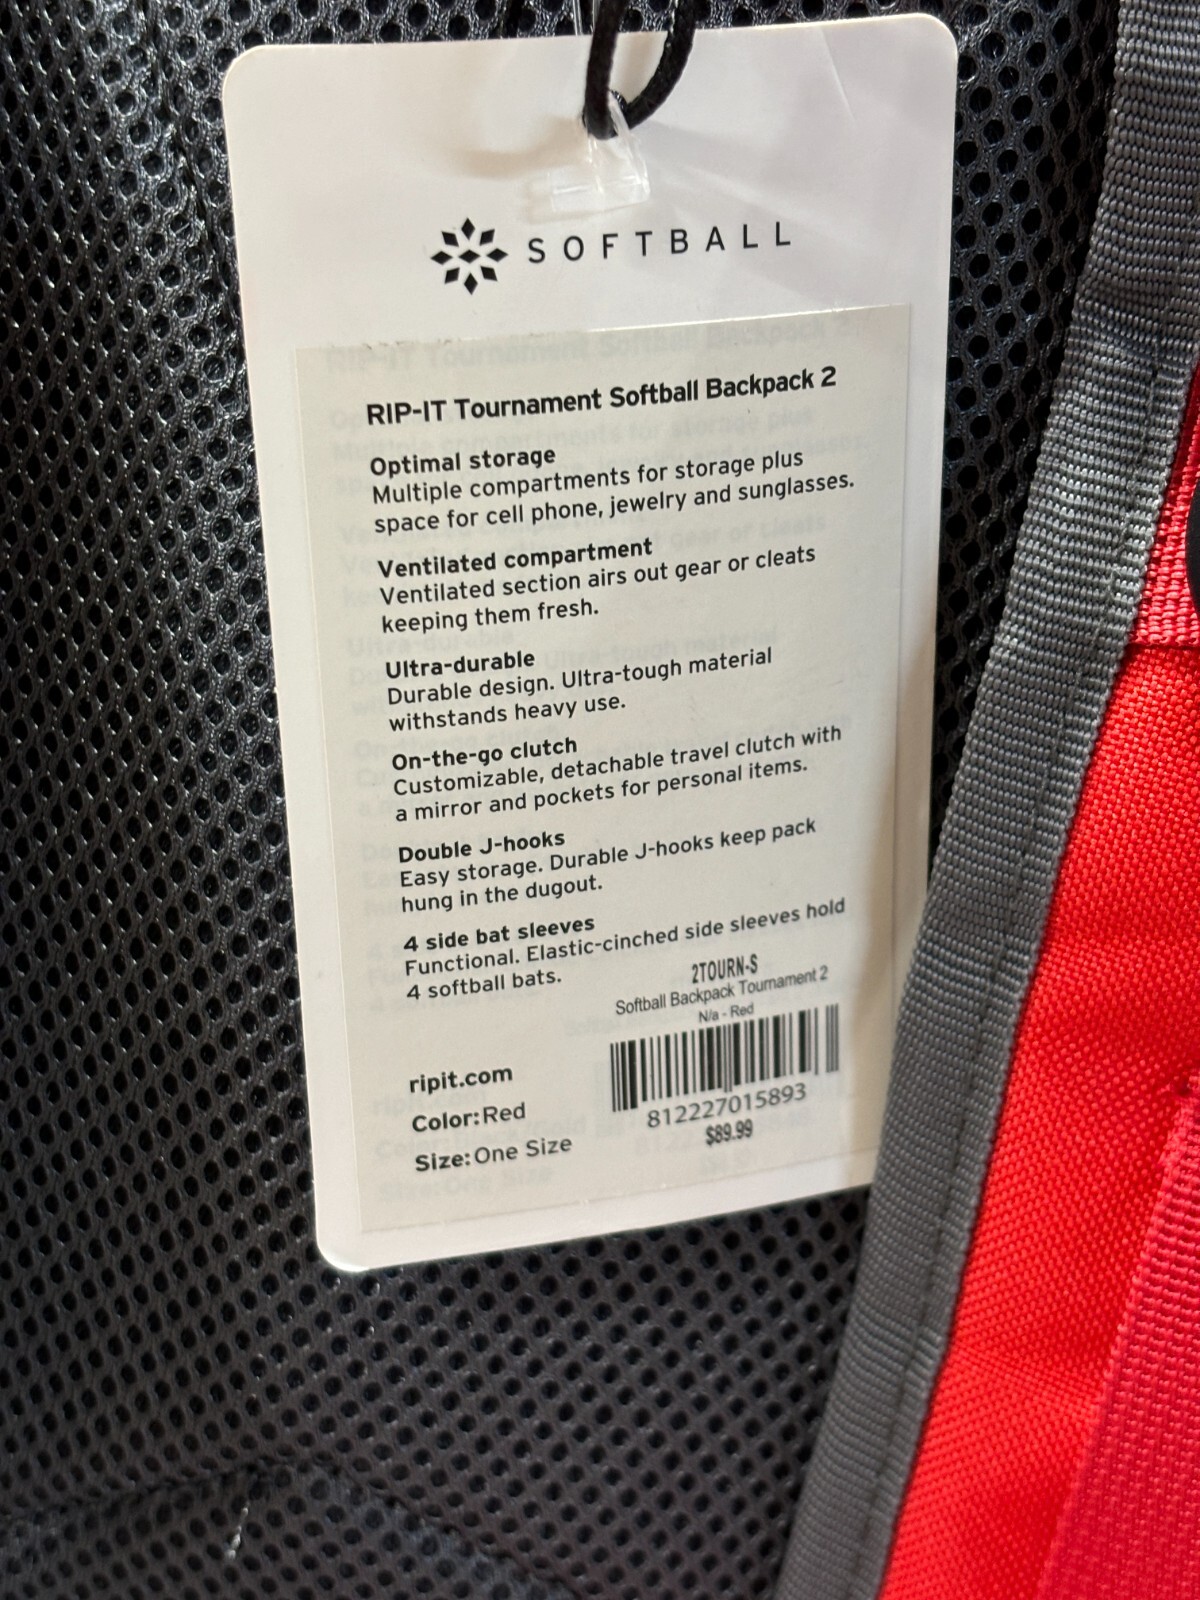 SOFTBALL
RIP-IT Tournament Softball Backpack 2
Optimal storage
Multiple compartments for storage plus
space for cell phone, jewelry and sunglasses.
Ventilated compartment
Ventilated section airs out gear or cleats
keeping them fresh.
Ultra-durable
Durable design. Ultra-tough material
withstands heavy use.
On-the-go clutch
Customizable, detachable travel clutch with
a mirror and pockets for personal items.
Double J-hooks
Easy storage. Durable J-hooks keep pack
hung in the dugout.
4 side bat sleeves
Functional. Elastic-cinched side sleeves hold
4 softball bats.
2TOURN-S
Softball Backpack Tournament 2
N/a - Red
812227015893
$89.99
ripit.com
Color: Red
Size: One Size